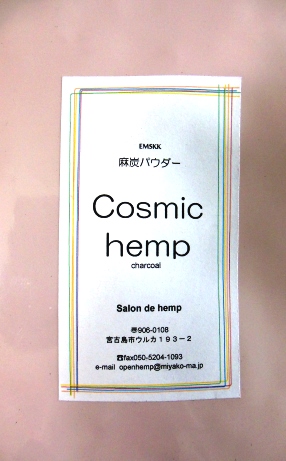 EMSKK
麻炭パウダー
Cosmic
hemp
charcoal
Salon de hemp
〠906-0108
宮古島市ウルカ１９３－２
☎fax050-5204-1093
e-mail openhemp@miyako-ma.jp